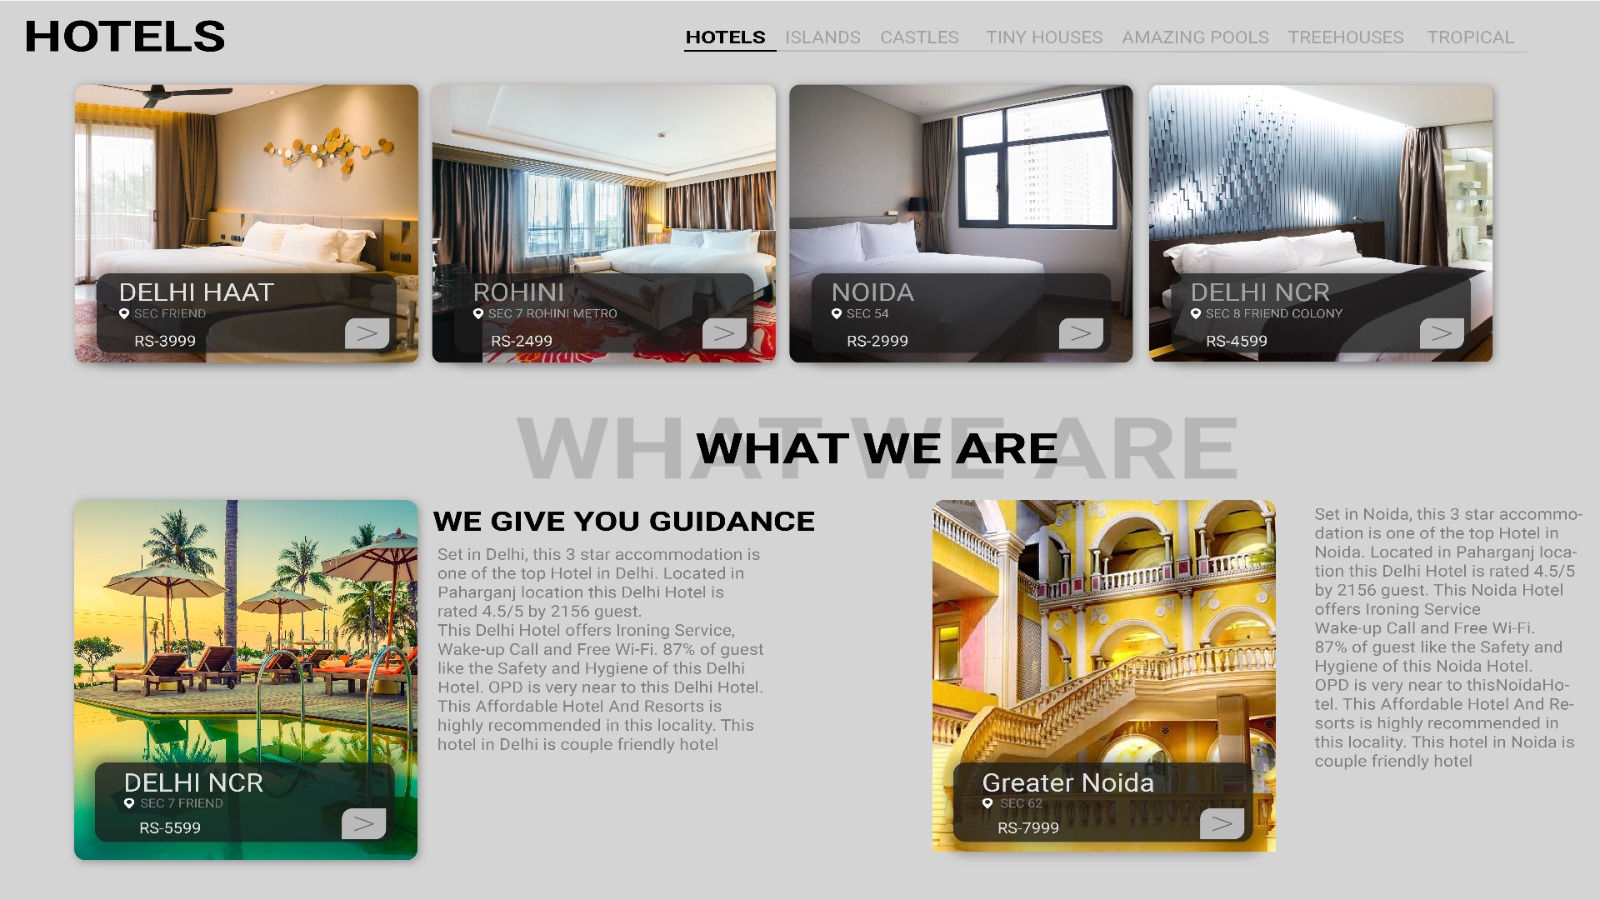 HOTELS
HOTELS ISLANDS CASTLES TINY HOUSES AMAZING POOLS TREEHOUSES TROPICAL
DELHI HAAT
SEC FRIEND
RS-3999
>
ROHINI
SEC 7 ROHINI METRO
RS-2499
>
NOIDA
SEC 54
RS-2999
>
DELHI NCR
SEC 8 FRIEND COLONY
RS-4599
>
WHAT WE ARE
WHAT WE ARE
DELHI NCR
SEC 7 FRIEND
RS-5599
>
WE GIVE YOU GUIDANCE
Set in Delhi, this 3 star accommodation is
one of the top Hotel in Delhi. Located in
Paharganj location this Delhi Hotel is
rated 4.5/5 by 2156 guest.
This Delhi Hotel offers Ironing Service,
Wake-up Call and Free Wi-Fi. 87% of guest
like the Safety and Hygiene of this Delhi
Hotel. OPD is very near to this Delhi Hotel.
This Affordable Hotel And Resorts is
highly recommended in this locality. This
hotel in Delhi is couple friendly hotel
Greater Noida
SEC 62
RS-7999
>
Set in Noida, this 3 star accommo-
dation is one of the top Hotel in
Noida. Located in Paharganj loca-
tion this Delhi Hotel is rated 4.5/5
by 2156 guest. This Noida Hotel
offers Ironing Service
Wake-up Call and Free Wi-Fi.
87% of guest like the Safety and
Hygiene of this Noida Hotel.
OPD is very near to thisNoidaHo-
tel. This Affordable Hotel And Re-
sorts is highly recommended in
this locality. This hotel in Noida is
couple friendly hotel